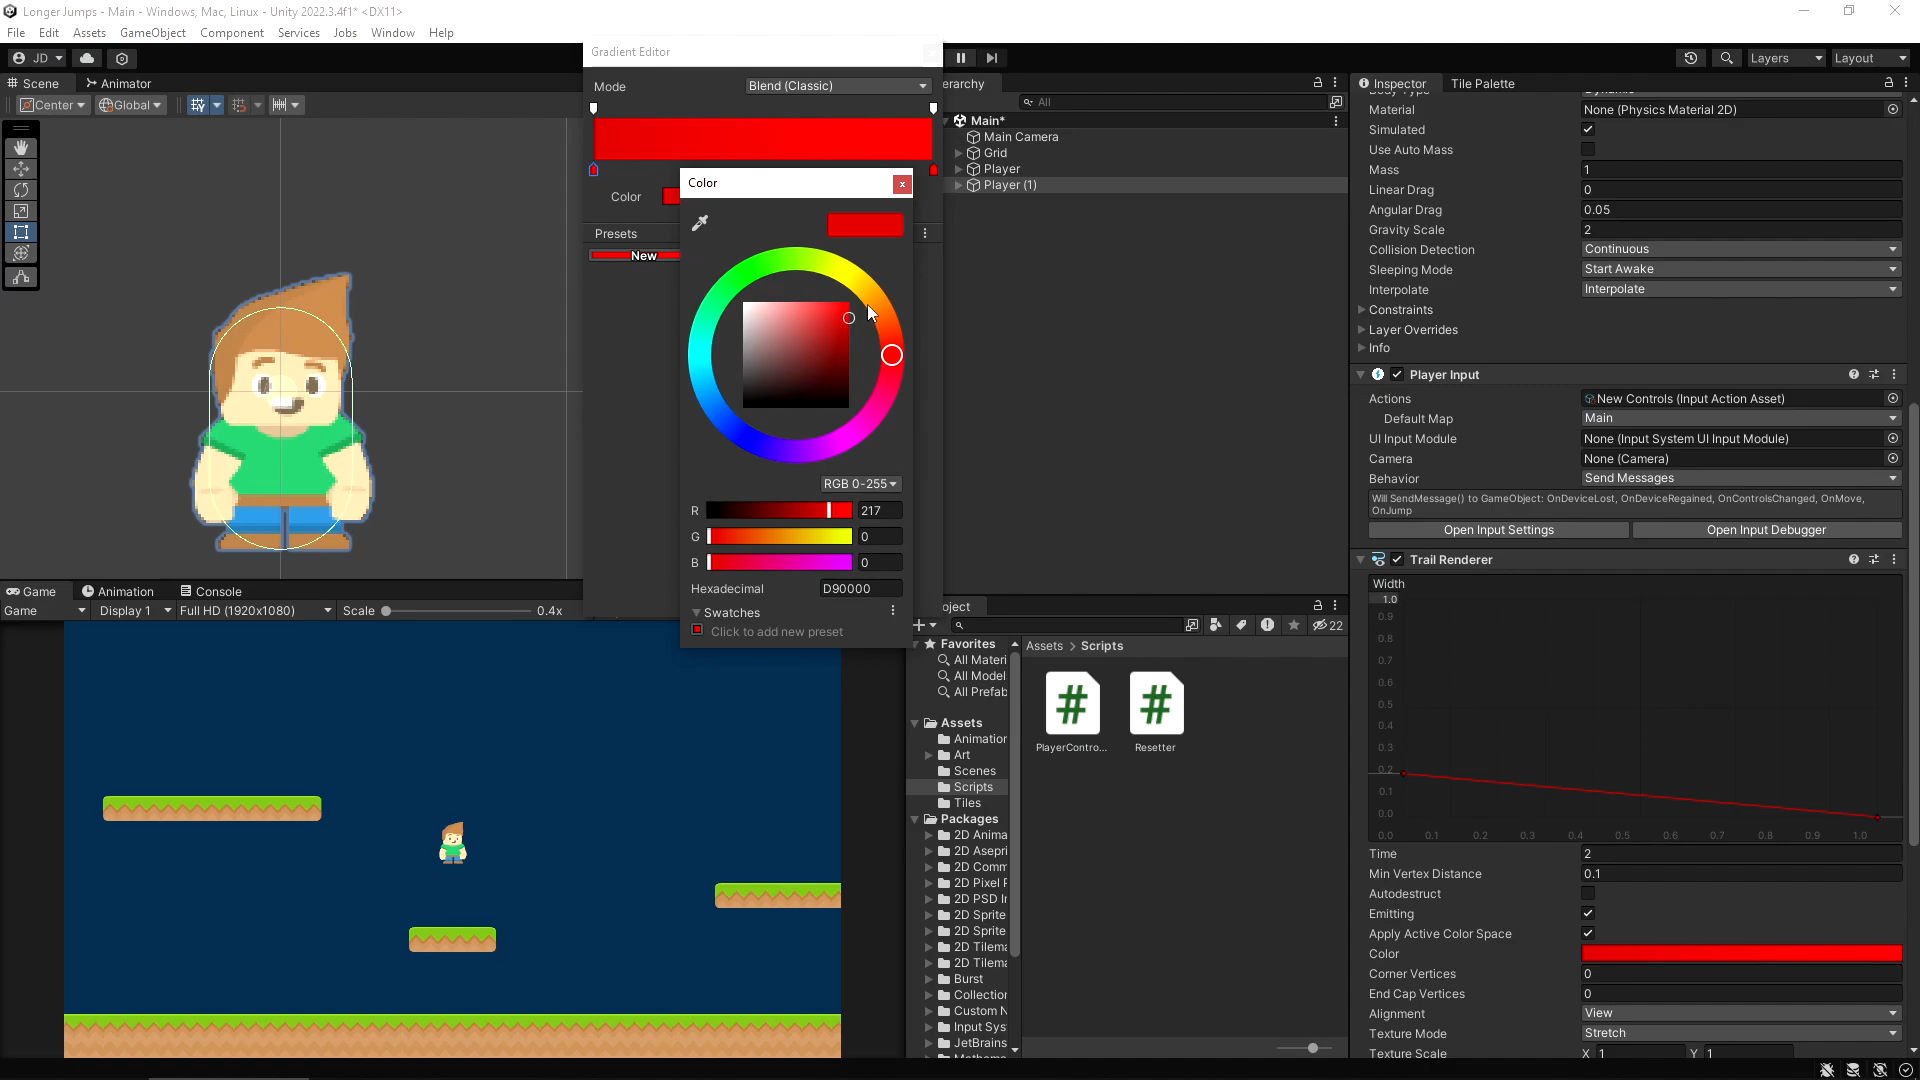 Longer Jumps - Main - Windows, Mac, Linux - Unity 2022.3.4f1* <DX11>
File Edit Assets GameObject Component Services Jobs Window Help
JD
Layers
Layout
Scene
Animator
Center
Global
Gradient Editor
Mode
Blend (Classic)
Color
Presets
New
Color
RGB 0-255
R 217
G 0
B 0
Hexadecimal D90000
Swatches
Click to add new preset
erarchy
All
Main*
Main Camera
Grid
Player
Player (1)
Inspector
Tile Palette
Material None (Physics Material 2D)
Simulated
Use Auto Mass
Mass 1
Linear Drag 0
Angular Drag 0.05
Gravity Scale 2
Collision Detection Continuous
Sleeping Mode Start Awake
Interpolate Interpolate
Constraints
Layer Overrides
Info
Player Input
Actions New Controls (Input Action Asset)
Default Map Main
UI Input Module None (Input System UI Input Module)
Camera None (Camera)
Behavior Send Messages
Will SendMessage() to GameObject: OnDeviceLost, OnDeviceRegained, OnControlsChanged, OnMove,
OnJump
Open Input Settings Open Input Debugger
Trail Renderer
Width
1.0
0.9
0.8
0.7
0.6
0.5
0.4
0.3
0.2
0.1
0.0
0.0 0.1 0.2 0.3 0.4 0.5 0.6 0.7 0.8 0.9 1.0
Time 2
Min Vertex Distance 0.1
Autodestruct
Emitting
Apply Active Color Space
Color
Corner Vertices 0
End Cap Vertices 0
Alignment View
Texture Mode Stretch
Texture Scale X 1 Y 1
Game
Animation
Console
Game Display 1 Full HD (1920x1080) Scale 0.4x
oject
22
Favorites
All Materi
All Model
All Prefab
Assets
Animation
Art
Scenes
Scripts
Tiles
Packages
2D Anima
2D Asepri
2D Comm
2D Pixel P
2D PSD Im
2D Sprite
2D Sprite
2D Tilema
2D Tilema
Burst
Collection
Custom N
Input Sys
JetBrains
Assets > Scripts
PlayerContro...
Resetter